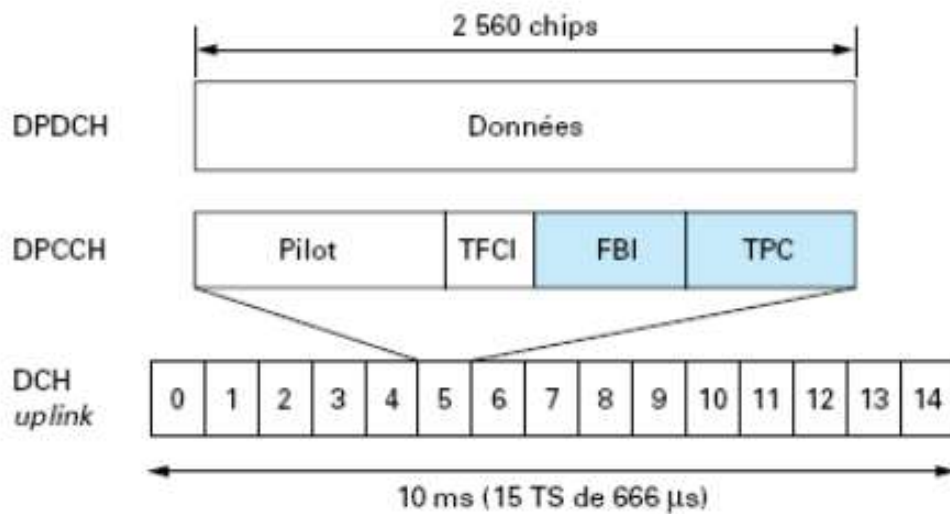 2 560 chips
DPDCH
Données
DPCCH
Pilot
TFCI
FBI
TPC
DCH
uplink
0 1 2 3 4 5 6 7 8 9 10 11 12 13 14
10 ms (15 TS de 666 µs)